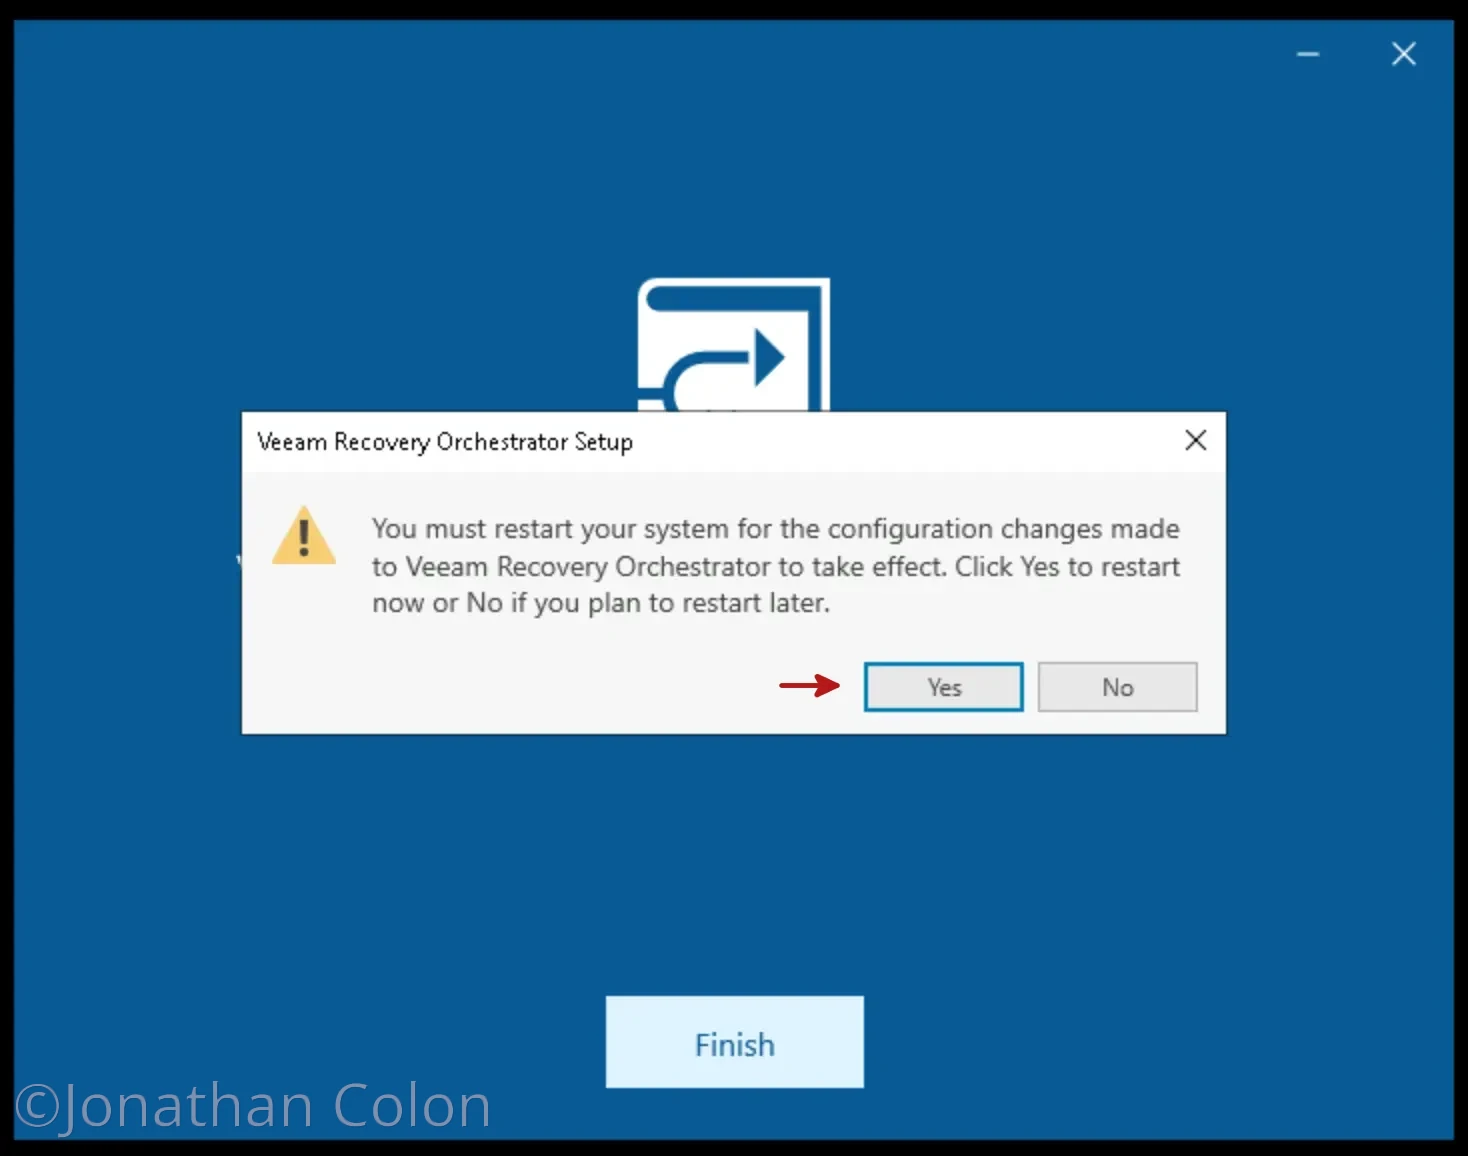 Veeam Recovery Orchestrator Setup
You must restart your system for the configuration changes made
to Veeam Recovery Orchestrator to take effect. Click Yes to restart
now or No if you plan to restart later.
Yes
No
Finish
©Jonathan Colon